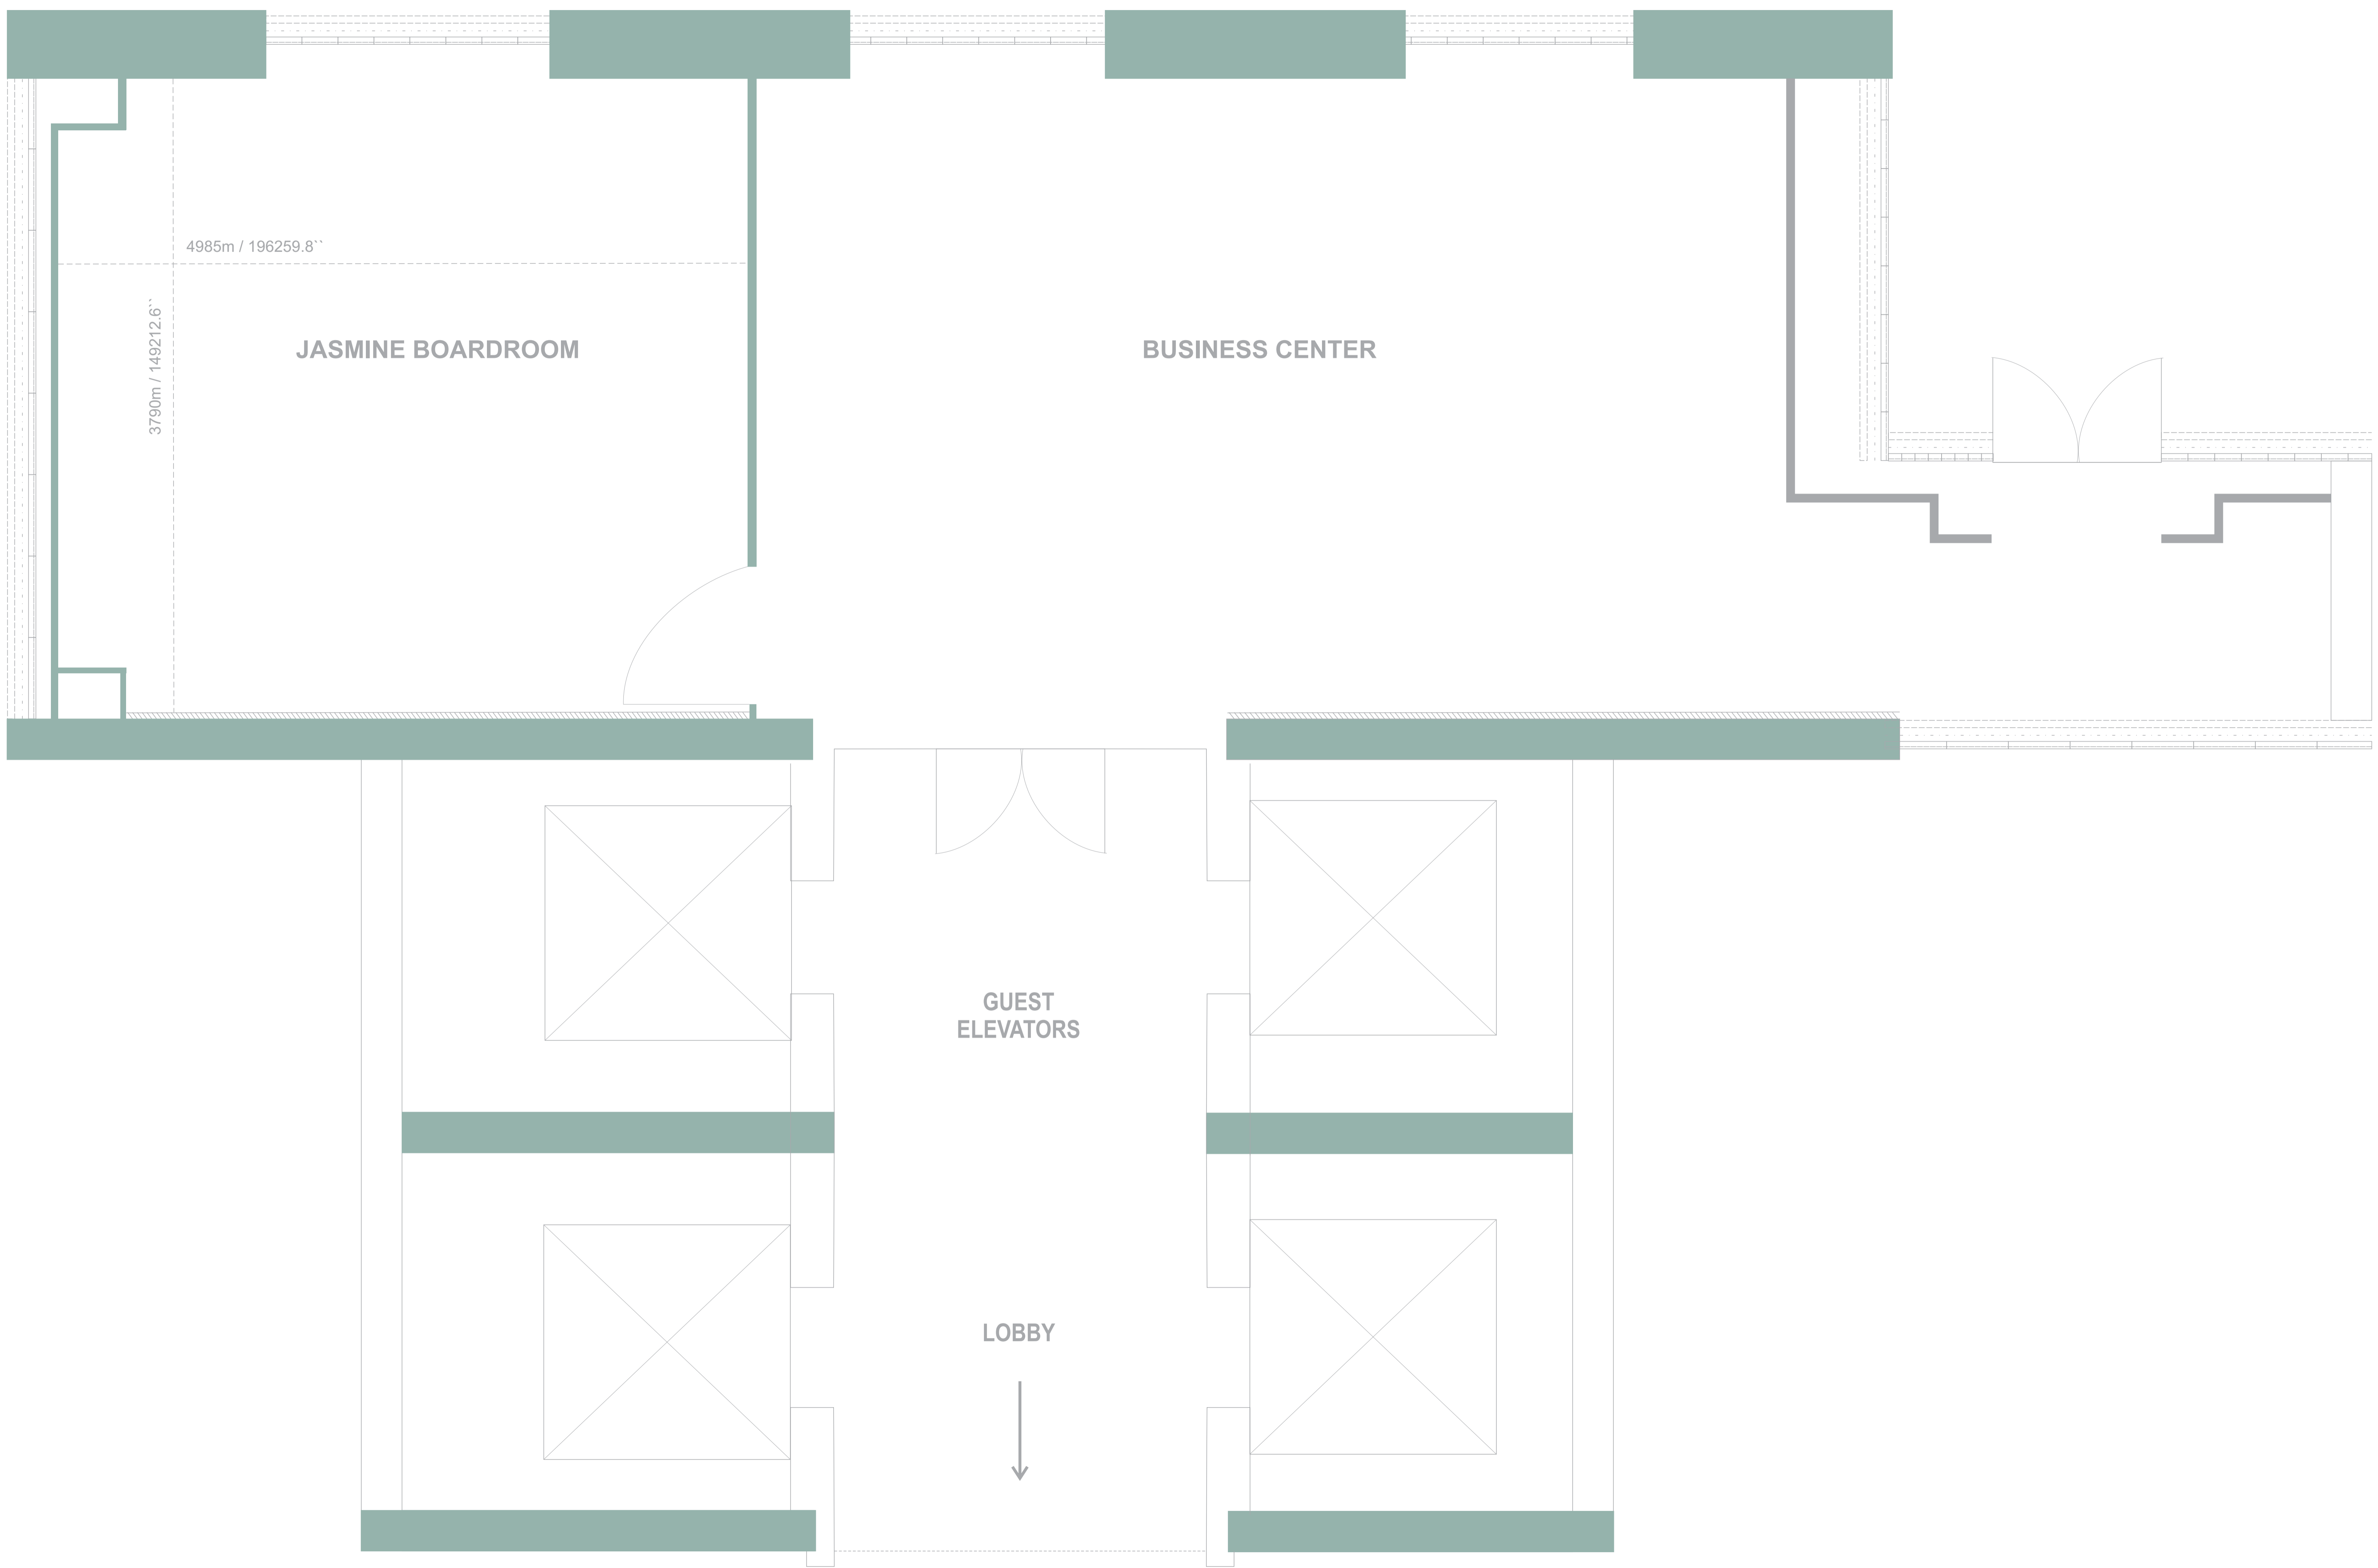 4985m / 196259.8``
3790m / 149212.6``
JASMINE BOARDROOM
BUSINESS CENTER
GUEST
ELEVATORS
LOBBY